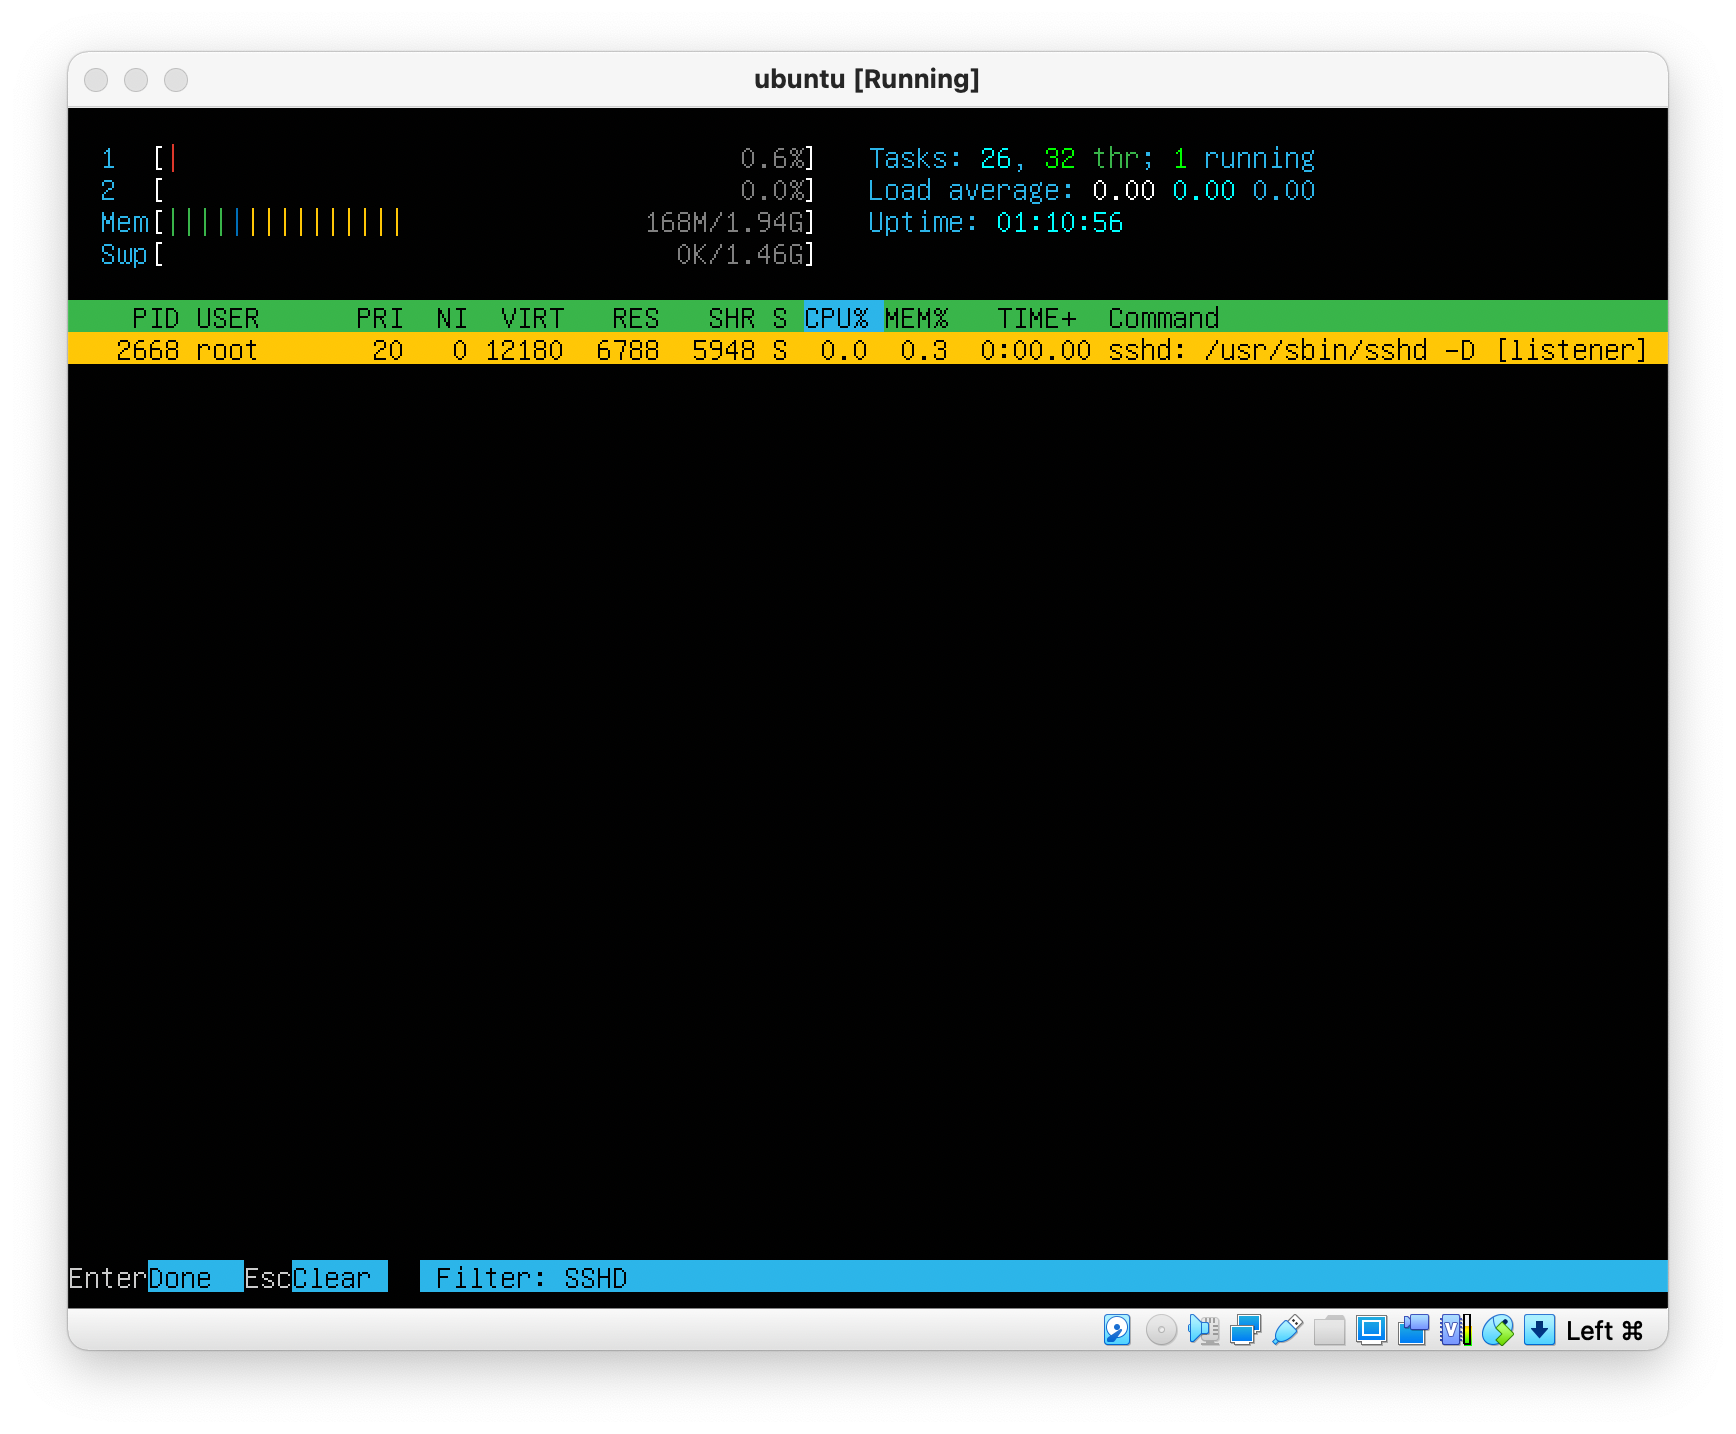 ubuntu [Running]
1 [| 0.6%] Tasks: 26, 32 thr; 1 running
2 [ 0.0%] Load average: 0.00 0.00 0.00
Mem[||||||||||||||| 168M/1.94G] Uptime: 01:10:56
Swp[ 0K/1.46G]
PID USER PRI NI VIRT RES SHR S CPU% MEM% TIME+ Command
2668 root 20 0 12180 6788 5948 S 0.0 0.3 0:00.00 sshd: /usr/sbin/sshd -D [listener]
EnterDone EscClear Filter: SSHD
Left ⌘